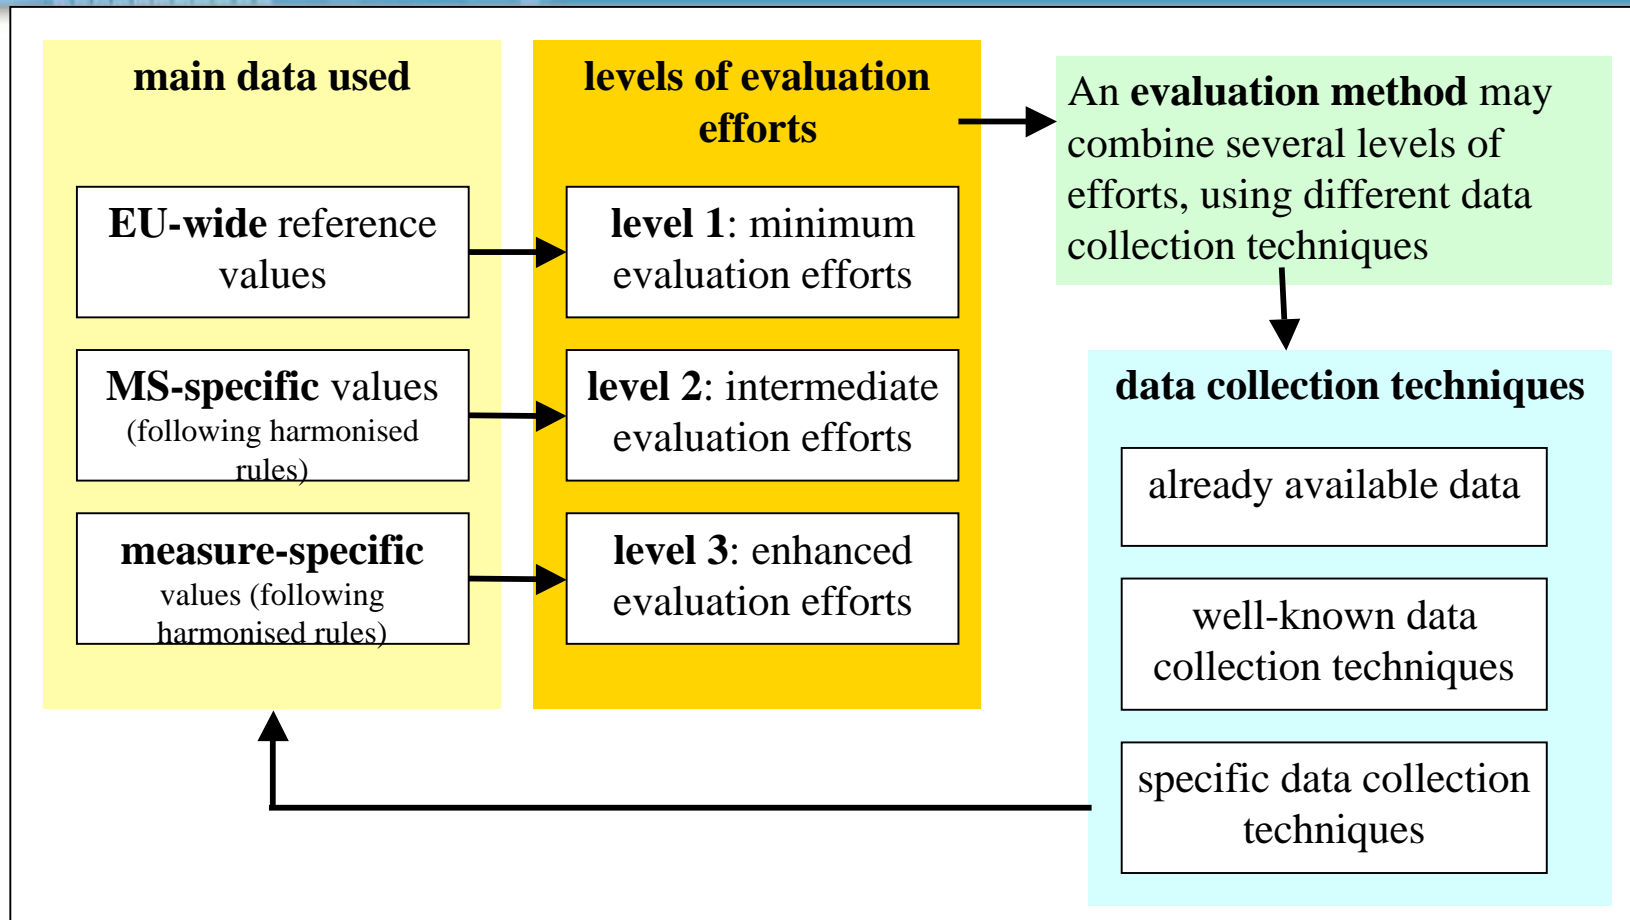 main data used
EU-wide reference
values
MS-specific values
(following harmonised
rules)
measure-specific
values (following
harmonised rules)
levels of evaluation
efforts
level 1: minimum
evaluation efforts
level 2: intermediate
evaluation efforts
level 3: enhanced
evaluation efforts
An evaluation method may
combine several levels of
efforts, using different data
collection techniques
data collection techniques
already available data
well-known data
collection techniques
specific data collection
techniques